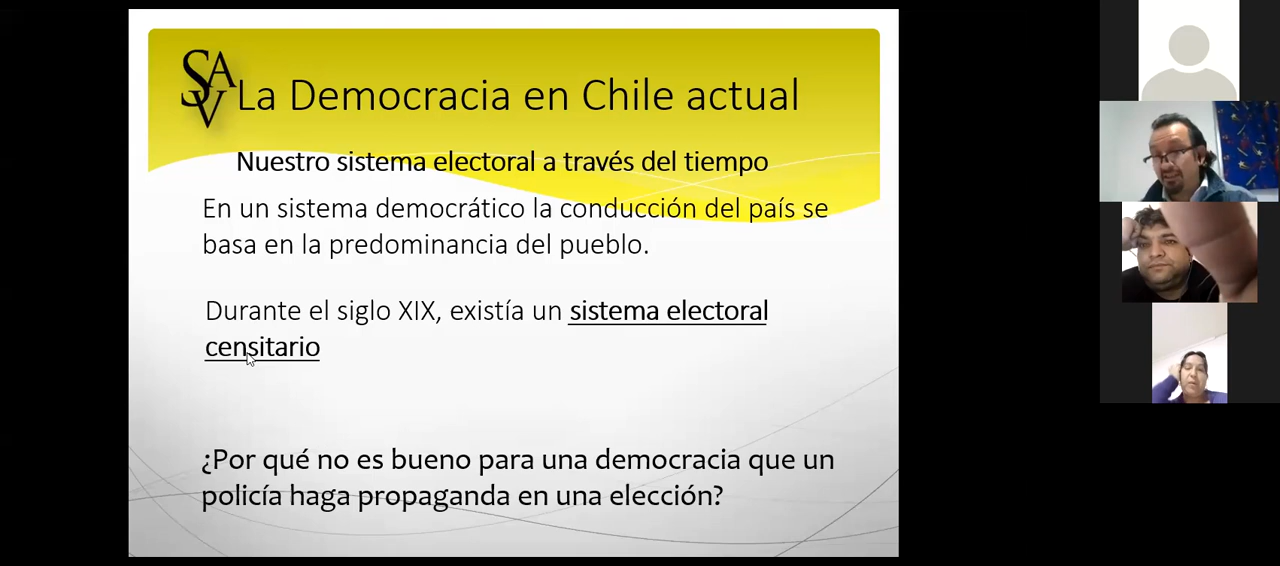 SAV
La Democracia en Chile actual
Nuestro sistema electoral a través del tiempo
En un sistema democrático la conducción del país se
basa en la predominancia del pueblo.
Durante el siglo XIX, existía un sistema electoral
censitario
¿Por qué no es bueno para una democracia que un
policía haga propaganda en una elección?